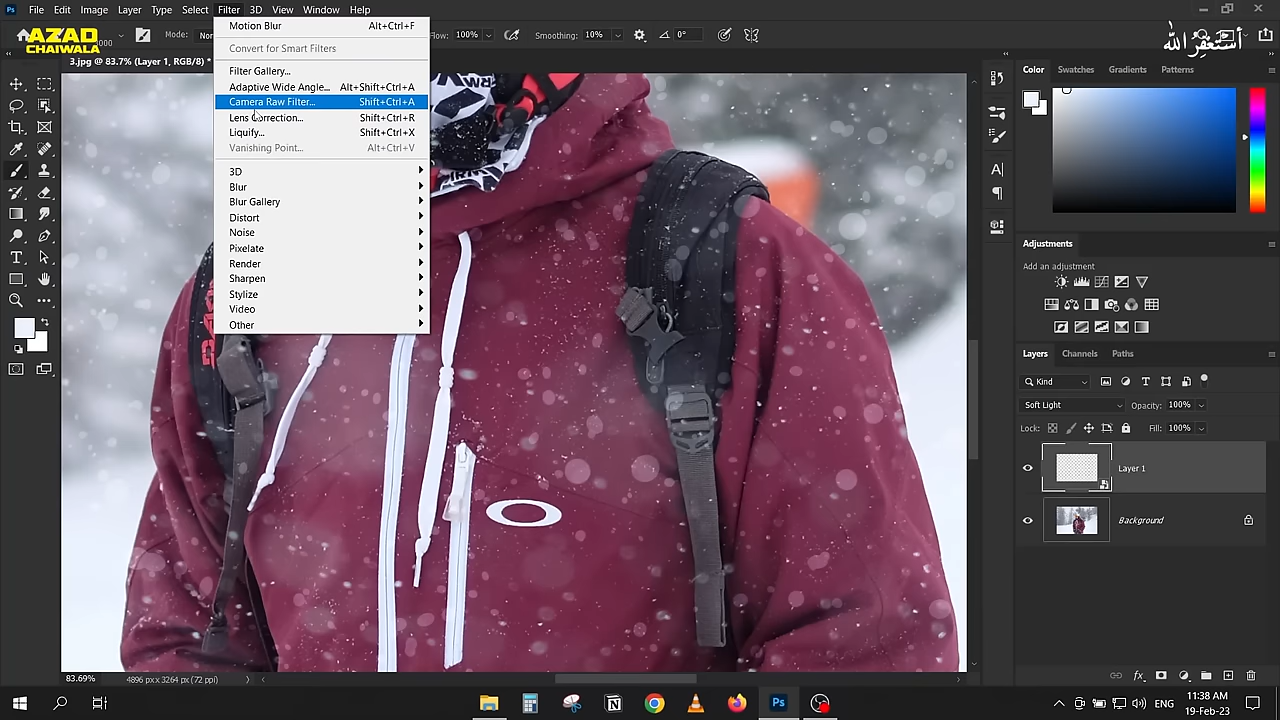 Ps File Edit Image Layer Type Select Filter 3D View Window Help
AZAD
CHAIWALA
Mode: Flow: 100% Smoothing: 10% 0°
أستغفر الله
3.jpg @ 83.7% (Layer 1, RGB/8) *
Motion Blur Alt+Ctrl+F
Convert for Smart Filters
Filter Gallery...
Adaptive Wide Angle... Alt+Shift+Ctrl+A
Camera Raw Filter... Shift+Ctrl+A
Lens Correction... Shift+Ctrl+R
Liquify... Shift+Ctrl+X
Vanishing Point... Alt+Ctrl+V
3D
Blur
Blur Gallery
Distort
Noise
Pixelate
Render
Sharpen
Stylize
Video
Other
Color Swatches Gradients Patterns
Adjustments
Add an adjustment
Layers Channels Paths
Kind
Soft Light Opacity: 100%
Lock: Fill: 100%
Layer 1
Background
83.69% 4896 px x 3264 px (72 ppi)
Ps ENG 11:38 AM
19-Feb-23